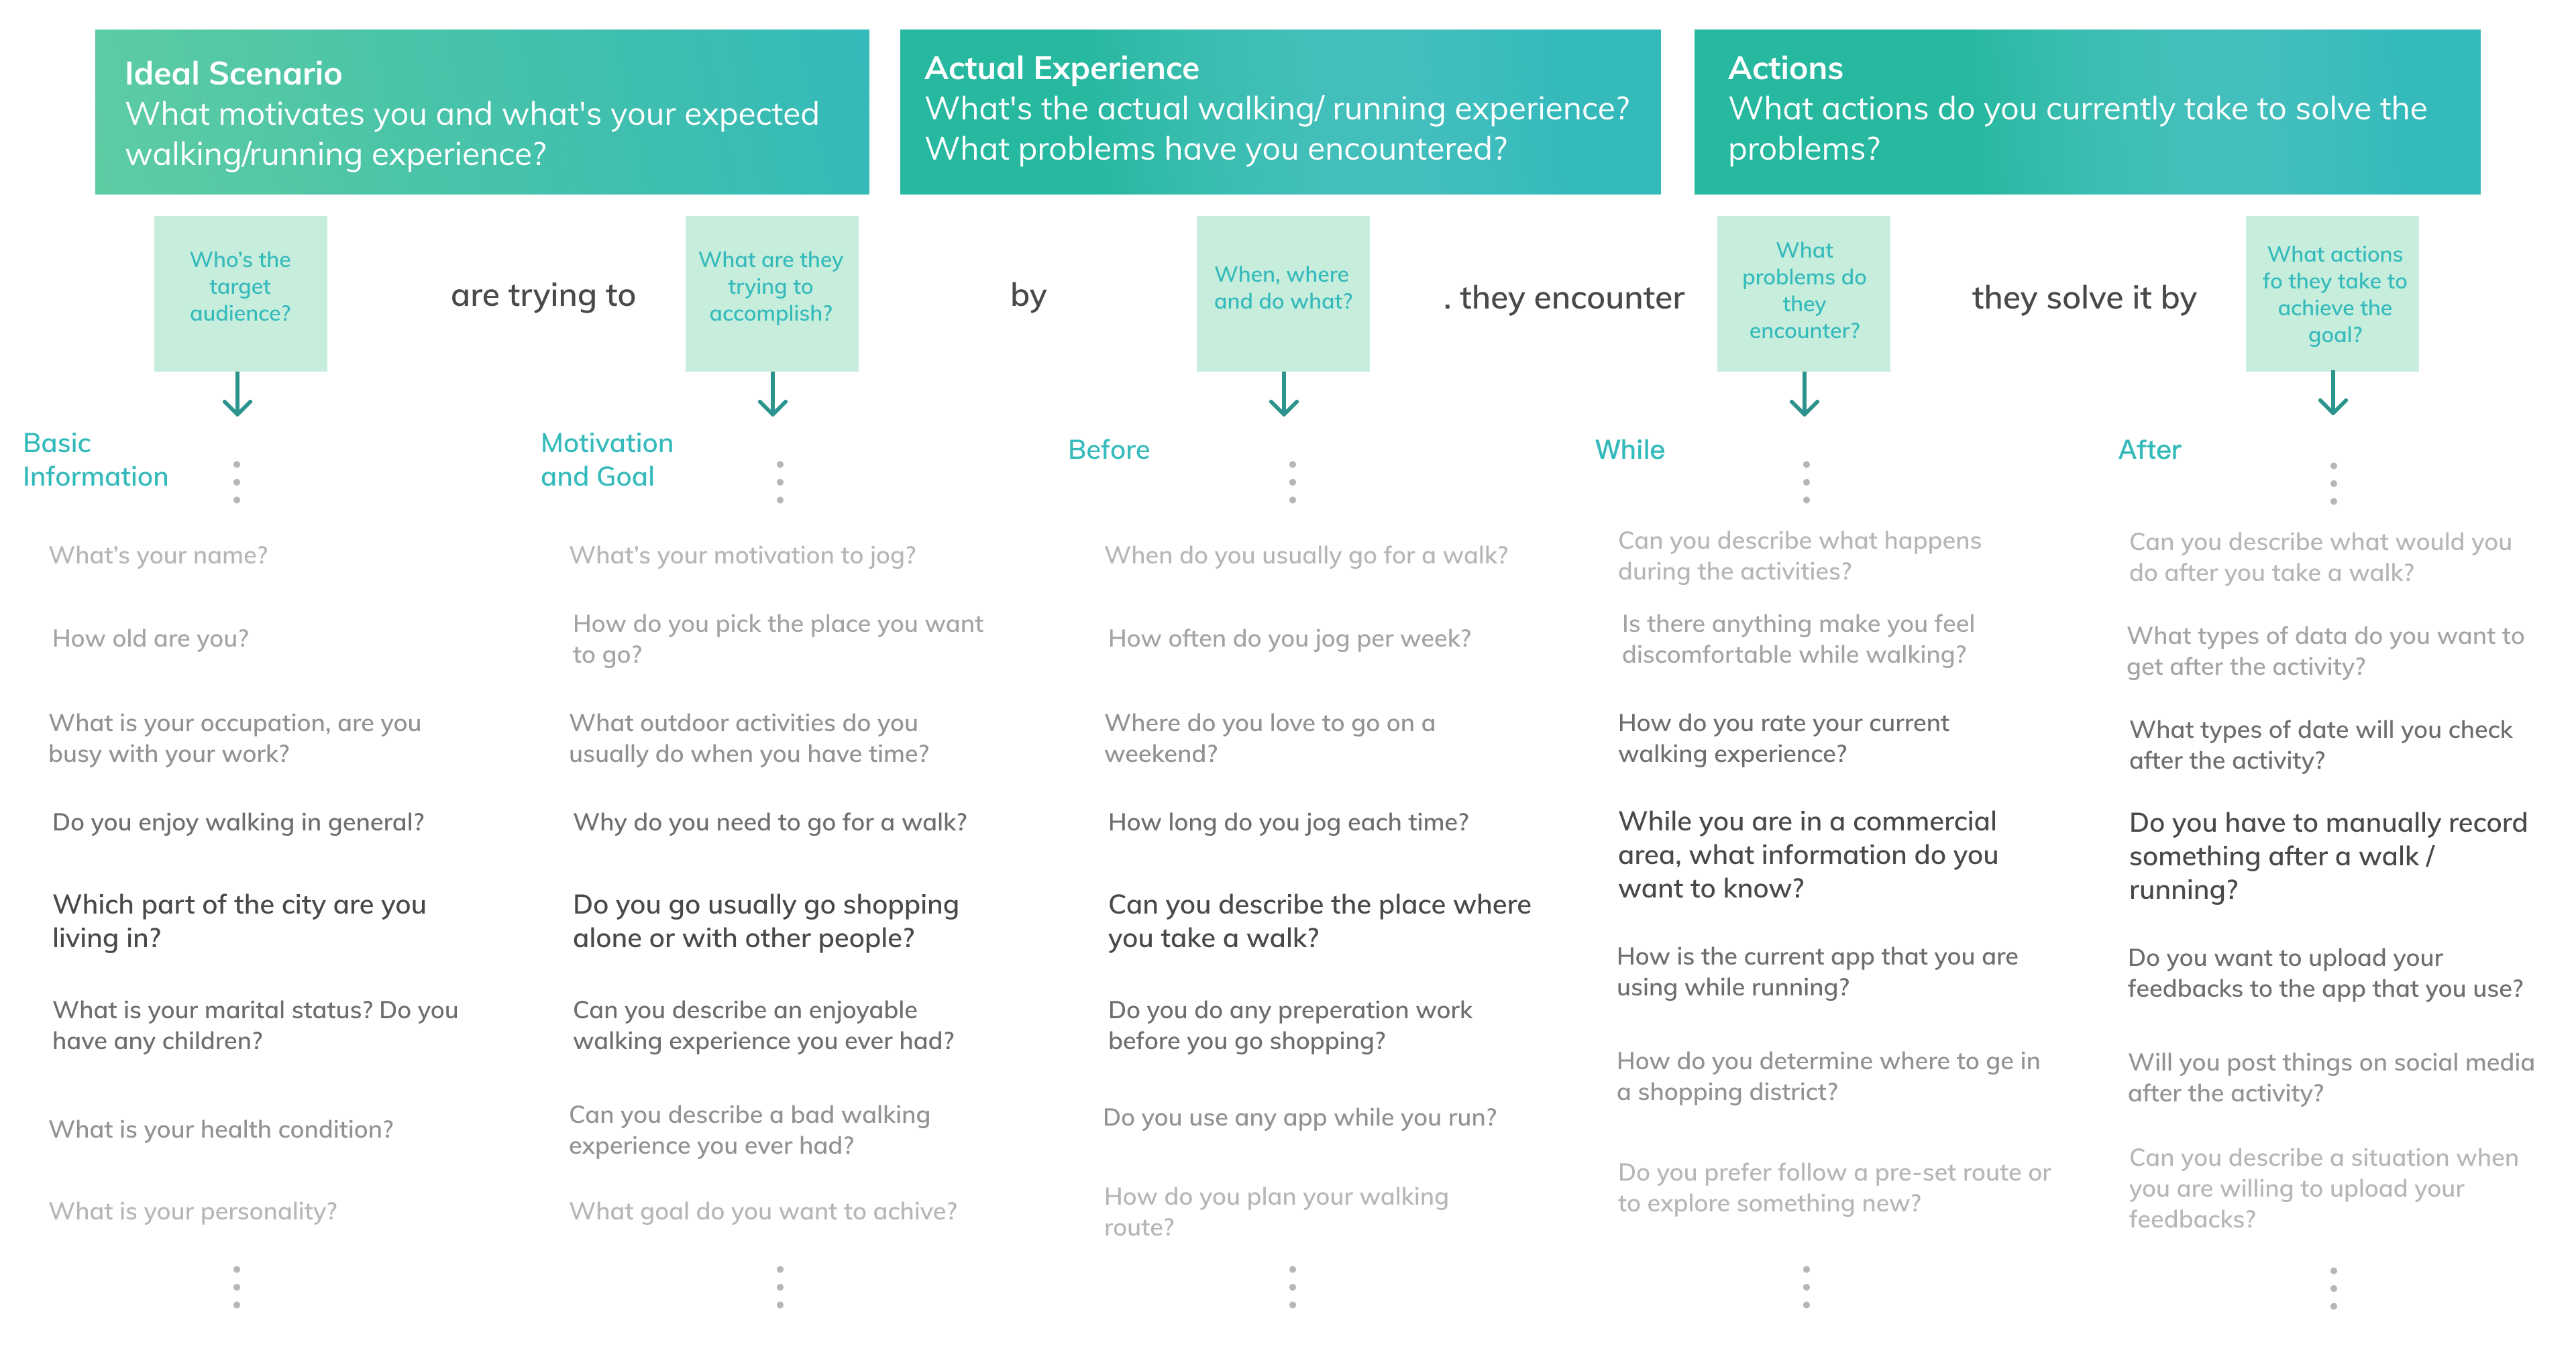 Ideal Scenario
What motivates you and what's your expected
walking/running experience?
Actual Experience
What's the actual walking/ running experience?
What problems have you encountered?
Actions
What actions do you currently take to solve the
problems?
Who’s the
target
audience?
are trying to
What are they
trying to
accomplish?
by
When, where
and do what?
. they encounter
What
problems do
they
encounter?
they solve it by
What actions
fo they take to
achieve the
goal?
Basic
Information
What’s your name?
How old are you?
What is your occupation, are you
busy with your work?
Do you enjoy walking in general?
Which part of the city are you
living in?
What is your marital status? Do you
have any children?
What is your health condition?
What is your personality?
Motivation
and Goal
What’s your motivation to jog?
How do you pick the place you want
to go?
What outdoor activities do you
usually do when you have time?
Why do you need to go for a walk?
Do you go usually go shopping
alone or with other people?
Can you describe an enjoyable
walking experience you ever had?
Can you describe a bad walking
experience you ever had?
What goal do you want to achive?
Before
When do you usually go for a walk?
How often do you jog per week?
Where do you love to go on a
weekend?
How long do you jog each time?
Can you describe the place where
you take a walk?
Do you do any preperation work
before you go shopping?
Do you use any app while you run?
How do you plan your walking
route?
While
Can you describe what happens
during the activities?
Is there anything make you feel
discomfortable while walking?
How do you rate your current
walking experience?
While you are in a commercial
area, what information do you
want to know?
How is the current app that you are
using while running?
How do you determine where to ge in
a shopping district?
Do you prefer follow a pre-set route or
to explore something new?
After
Can you describe what would you
do after you take a walk?
What types of data do you want to
get after the activity?
What types of date will you check
after the activity?
Do you have to manually record
something after a walk /
running?
Do you want to upload your
feedbacks to the app that you use?
Will you post things on social media
after the activity?
Can you describe a situation when
you are willing to upload your
feedbacks?